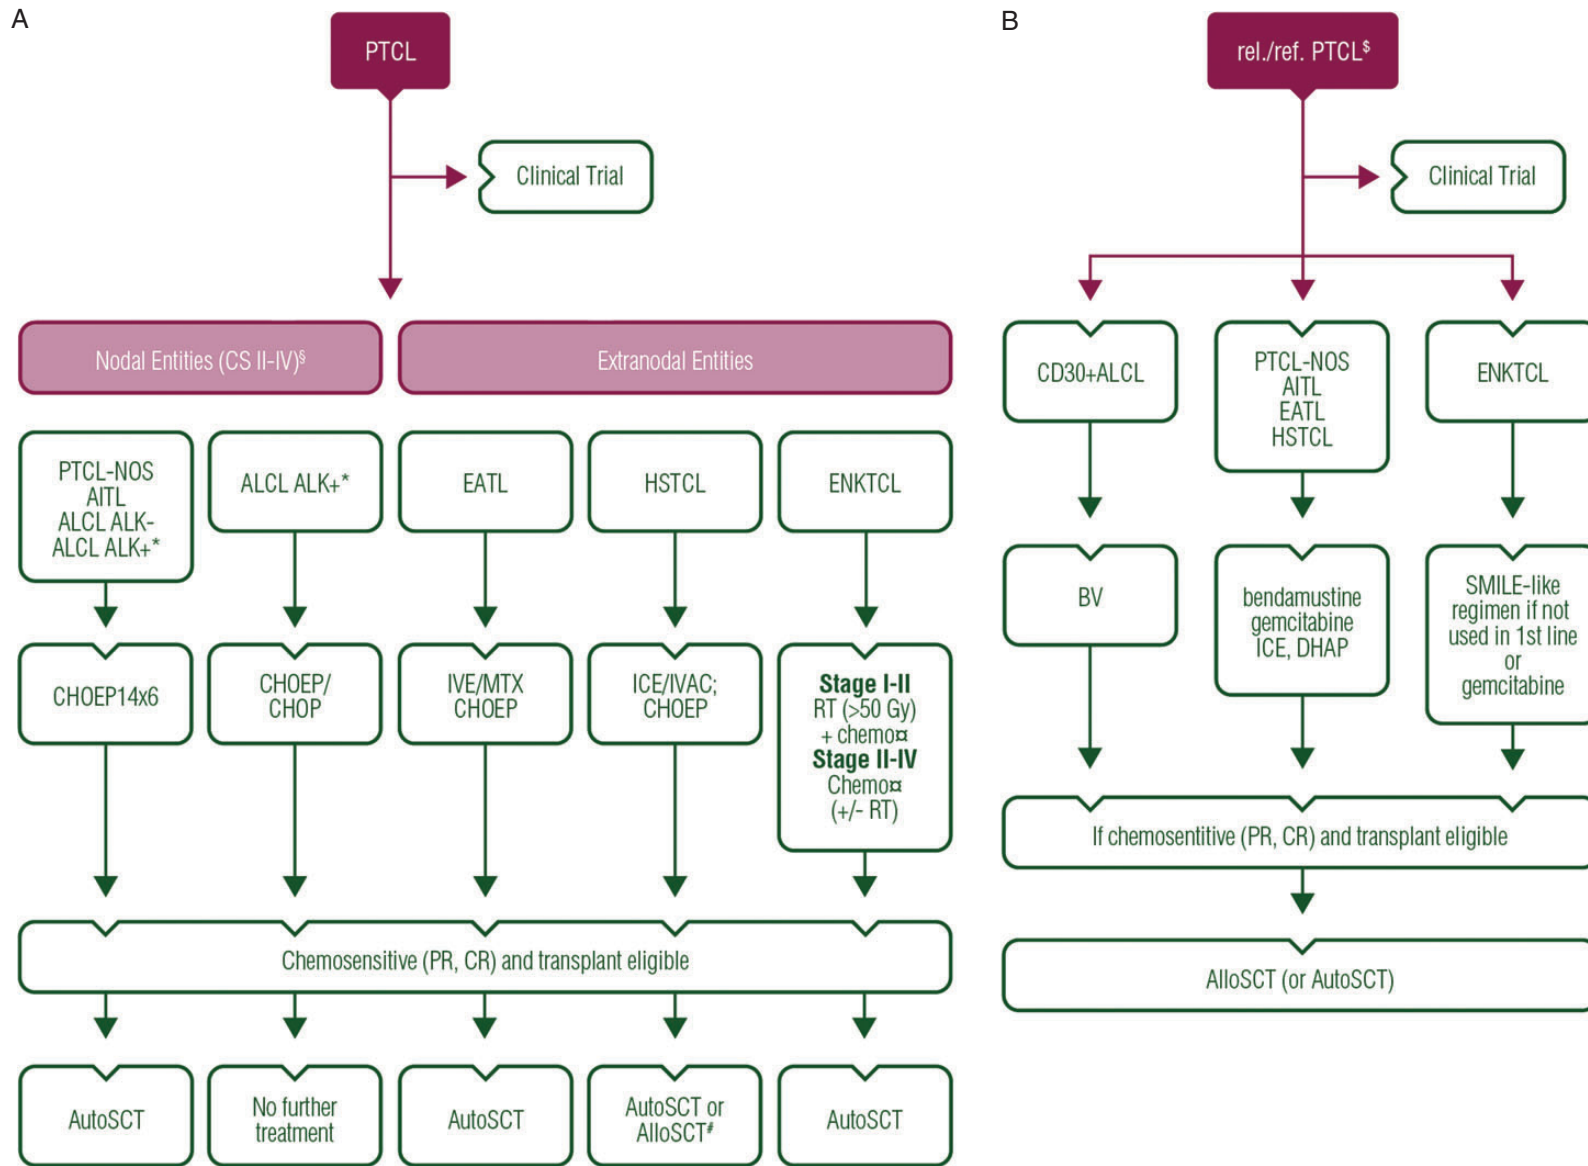 A
PTCL
Clinical Trial
Nodal Entities (CS II-IV)§
Extranodal Entities
PTCL-NOS
AITL
ALCL ALK-
ALCL ALK+*
ALCL ALK+*
EATL
HSTCL
ENKTCL
CHOEP14x6
CHOEP/
CHOP
IVE/MTX
CHOEP
ICE/IVAC;
CHOEP
Stage I-II
RT (>50 Gy)
+ chemo¤
Stage II-IV
Chemo¤
(+/- RT)
Chemosensitive (PR, CR) and transplant eligible
AutoSCT
No further
treatment
AutoSCT
AutoSCT or
AlloSCT#
AutoSCT
B
rel./ref. PTCL$
Clinical Trial
CD30+ALCL
PTCL-NOS
AITL
EATL
HSTCL
ENKTCL
BV
bendamustine
gemcitabine
ICE, DHAP
SMILE-like
regimen if not
used in 1st line
or
gemcitabine
If chemosentitive (PR, CR) and transplant eligible
AlloSCT (or AutoSCT)